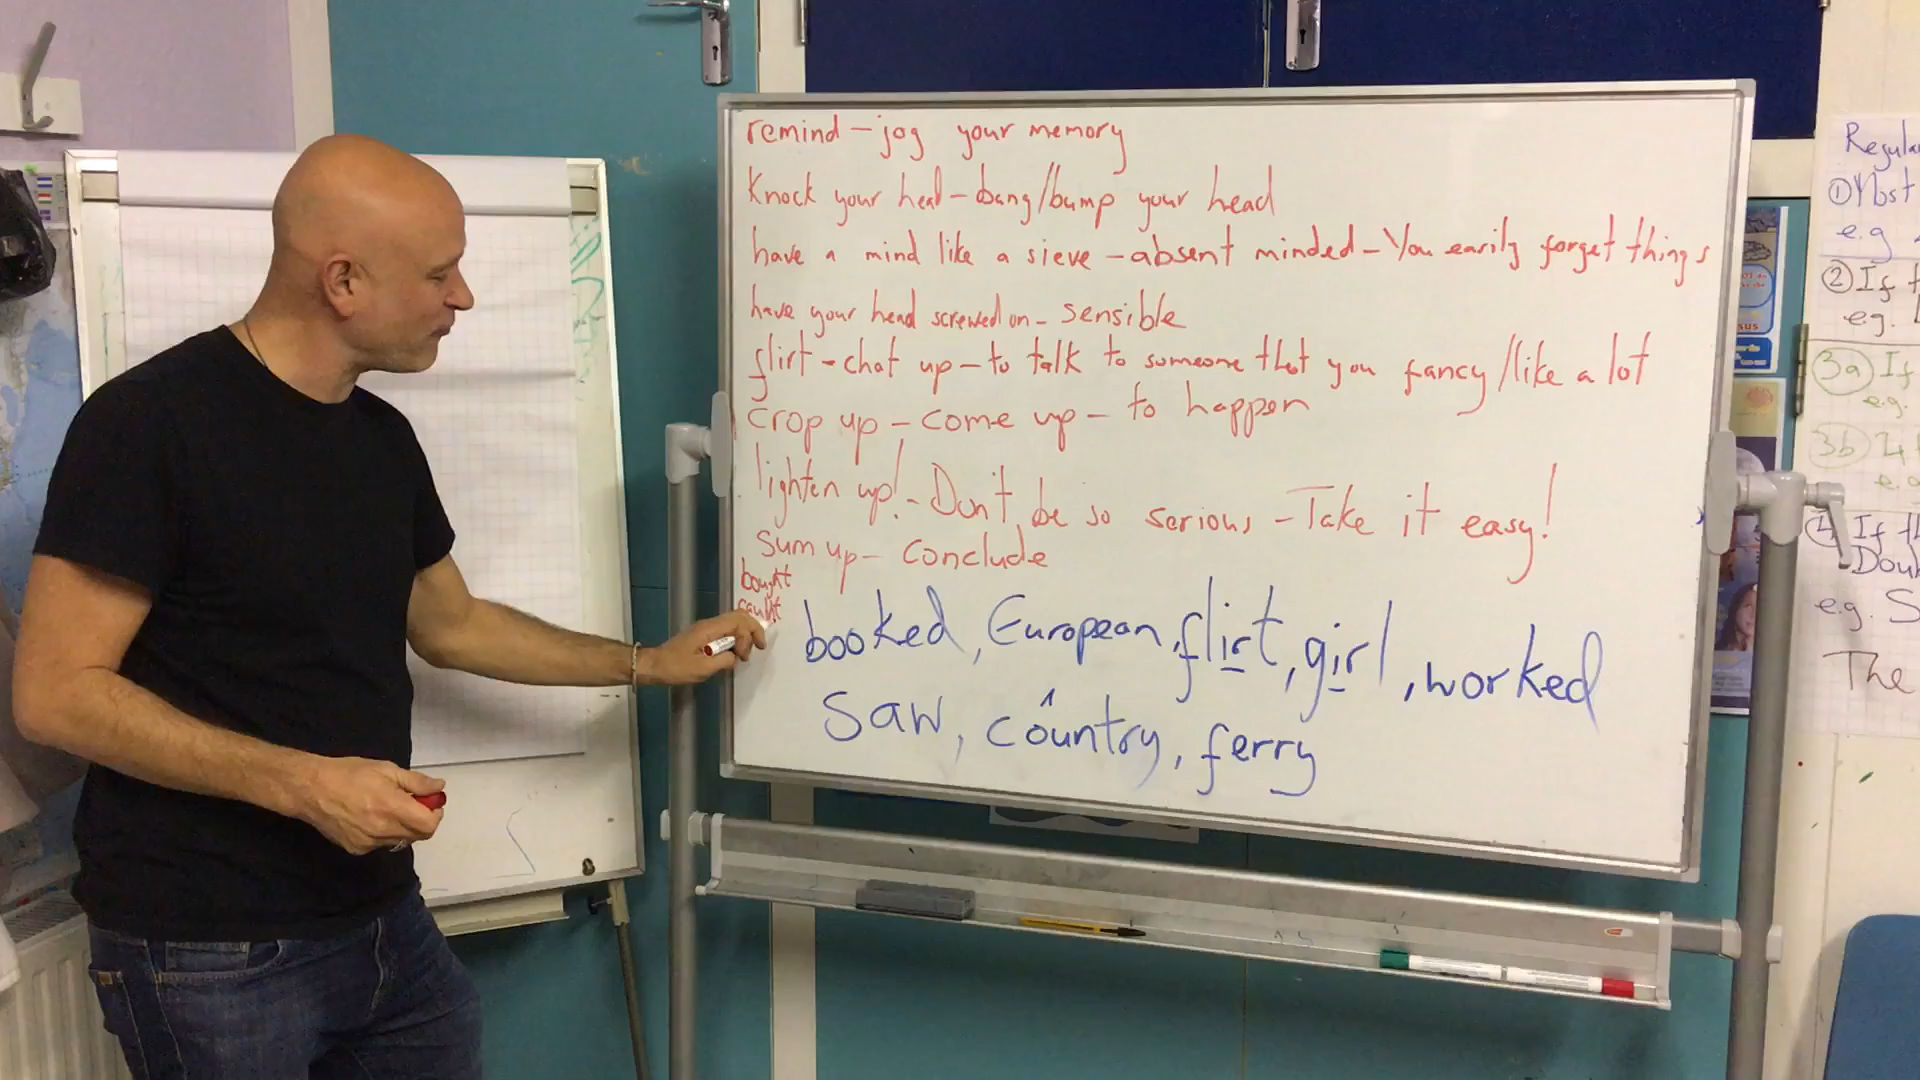 remind - jog your memory
Knock your head - bang/bump your head
have a mind like a sieve - absent minded - You easily forget things
have your head screwed on - sensible
flirt - chat up - to talk to someone that you fancy/like a lot
crop up - come up - to happen
lighten up! - Don't be so serious - Take it easy!
sum up - conclude
bought
caught
booked, European, flirt, girl, worked
Saw, country, ferry
Regula
① Most
e.g
② If t
e.g.
3a If
e.g.
3b If
e.g
4 If th
Doub
e.g. S
The